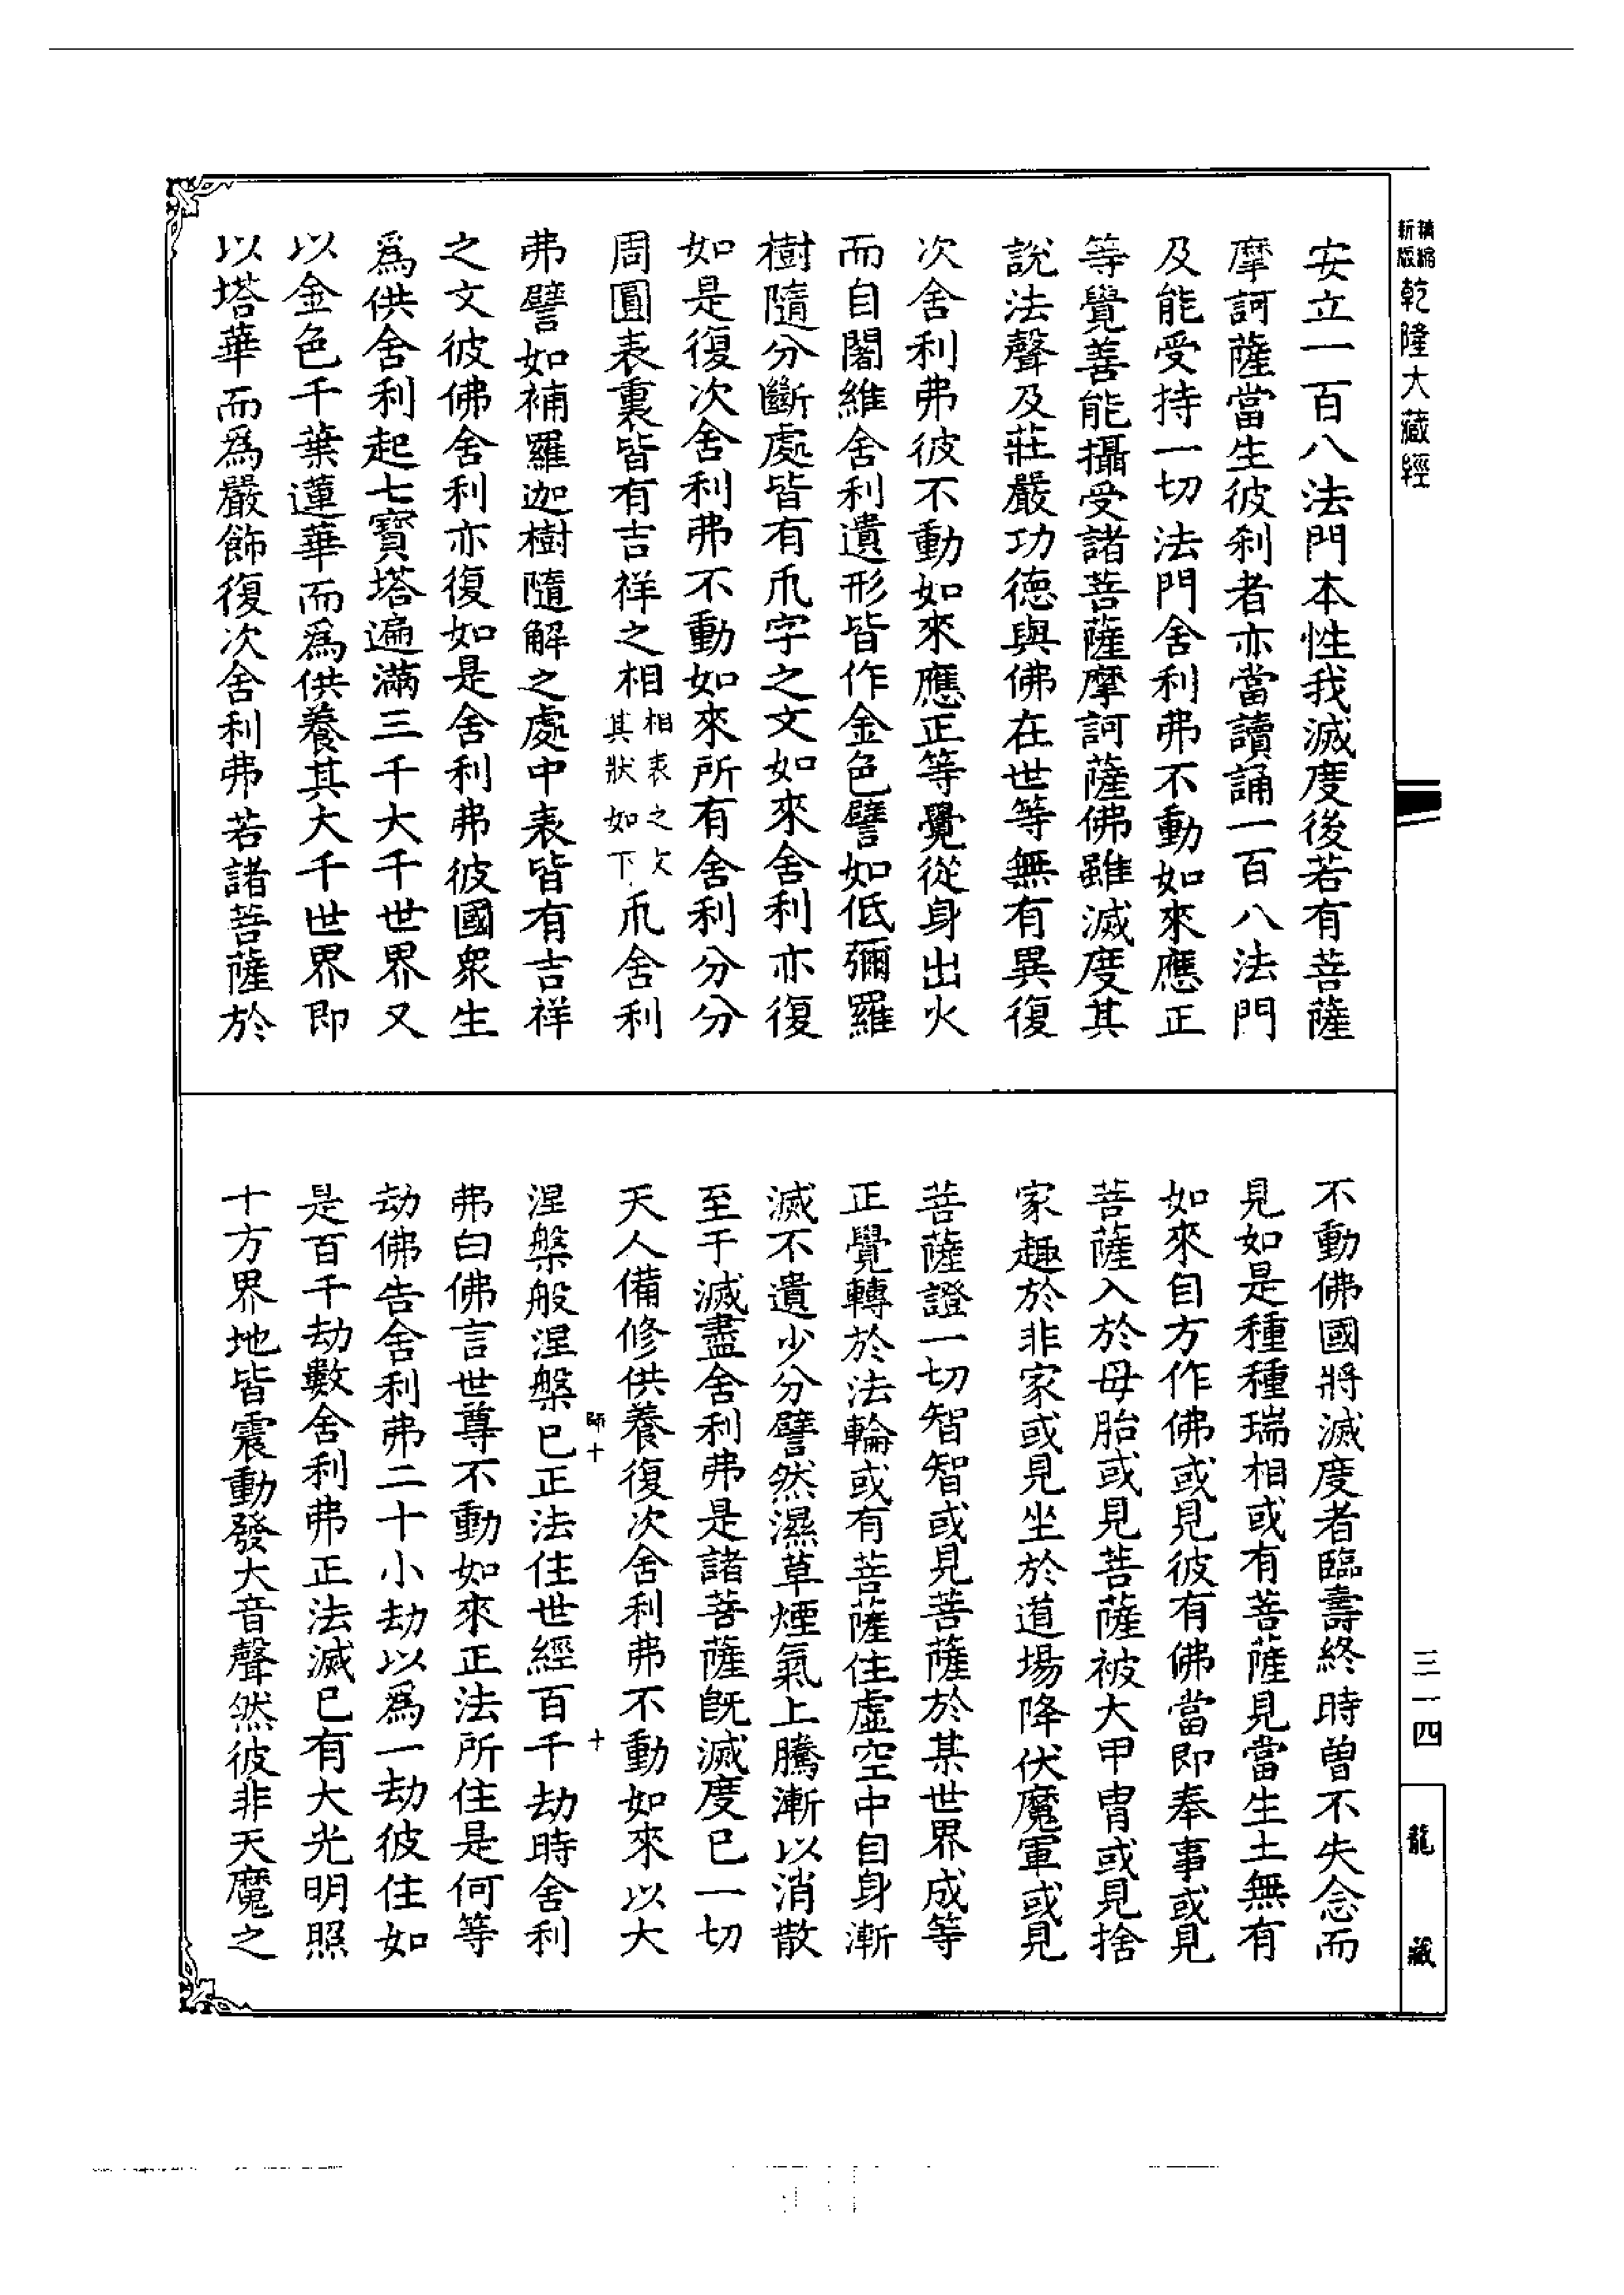 精縮
新版
乾隆大藏經
安立一百八法門本性我滅度後若有菩薩
摩訶薩當生彼刹者亦當讀誦一百八法門
及能受持一切法門舍利弗不動如來應正
等覺善能攝受諸菩薩摩訶薩佛雖滅度其
說法聲及莊嚴功德與佛在世等無有異復
次舍利弗彼不動如來應正等覺從身出火
而自闍維舍利遺形皆作金色譬如低彌羅
樹隨分斷處皆有卐字之文如來舍利亦復
如是復次舍利弗不動如來所有舍利分分
周圓表裏皆有吉祥之相相表之文其狀如下卐舍利
弗譬如補羅迦樹隨解之處中表皆有吉祥
之文彼佛舍利亦復如是舍利弗彼國衆生
爲供舍利起七寶塔遍滿三千大千世界又
以金色千葉蓮華而爲供養其大千世界即
以塔華而爲嚴飾復次舍利弗若諸菩薩於
不動佛國將滅度者臨壽終時曾不失念而
見如是種種瑞相或有菩薩見當生土無有
如來自方作佛或見彼有佛當即奉事或見
菩薩入於母胎或見菩薩被大甲冑或見捨
家趣於非家或見坐於道場降伏魔軍或見
菩薩證一切智智或見菩薩於某世界成等
正覺轉於法輪或有菩薩住虛空中自身漸
滅不遺少分譬然濕草煙氣上騰漸以消散
至于滅盡舍利弗是諸菩薩旣滅度已一切
天人備修供養復次舍利弗不動如來以大
師十
十
涅槃般涅槃已正法住世經百千劫時舍利
弗白佛言世尊不動如來正法所住是何等
劫佛告舍利弗二十小劫以爲一劫彼住如
是百千劫數舍利弗正法滅已有大光明照
十方界地皆震動發大音聲然彼非天魔之
三一四
龍藏